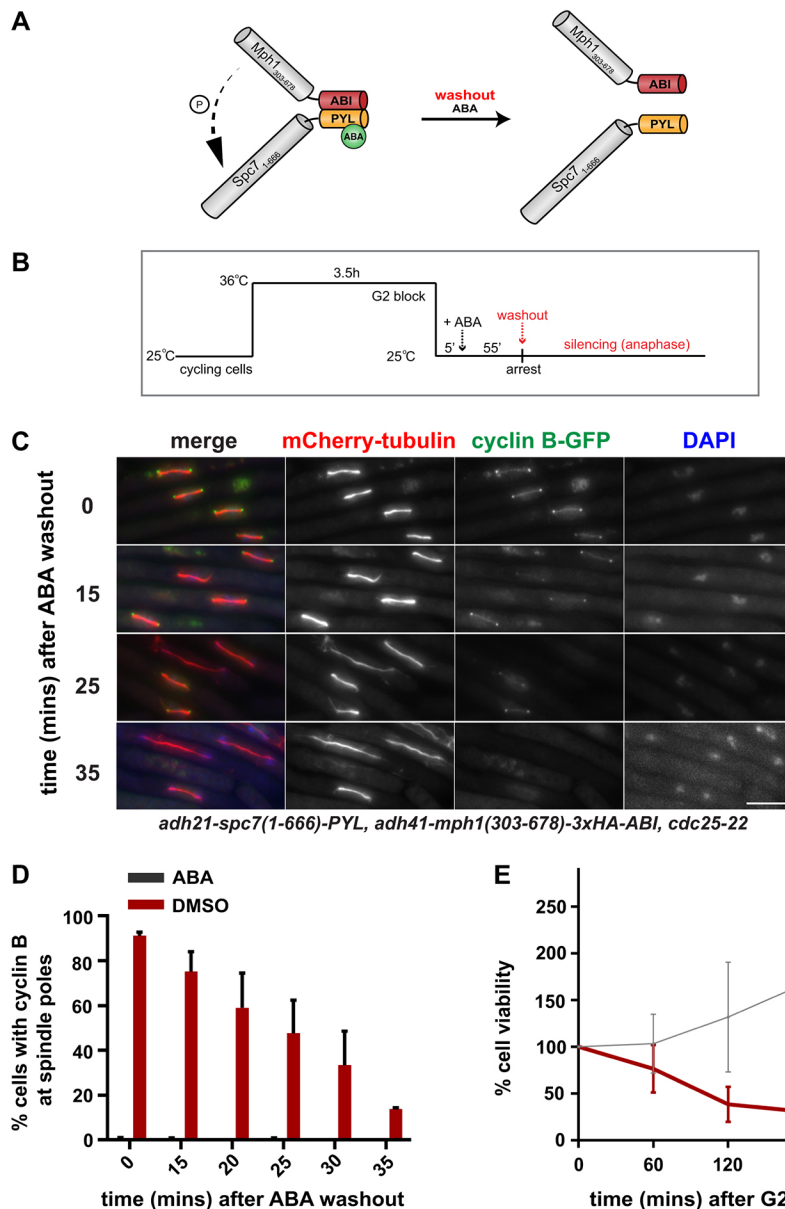 A
Mph1 303-678
ABI
PYL
ABA
P
Spc7 1-666
washout
ABA
Mph1 303-678
ABI
PYL
Spc7 1-666
B
36°C
3.5h
G2 block
+ ABA
washout
25°C
cycling cells
25°C
5'
55'
arrest
silencing (anaphase)
C
merge
mCherry-tubulin
cyclin B-GFP
DAPI
time (mins) after ABA washout
0
15
25
35
adh21-spc7(1-666)-PYL, adh41-mph1(303-678)-3xHA-ABI, cdc25-22
D
ABA
DMSO
% cells with cyclin B
at spindle poles
100
80
60
40
20
0
0
15
20
25
30
35
time (mins) after ABA washout
E
% cell viability
250
200
150
100
50
0
0
60
120
time (mins) after G2